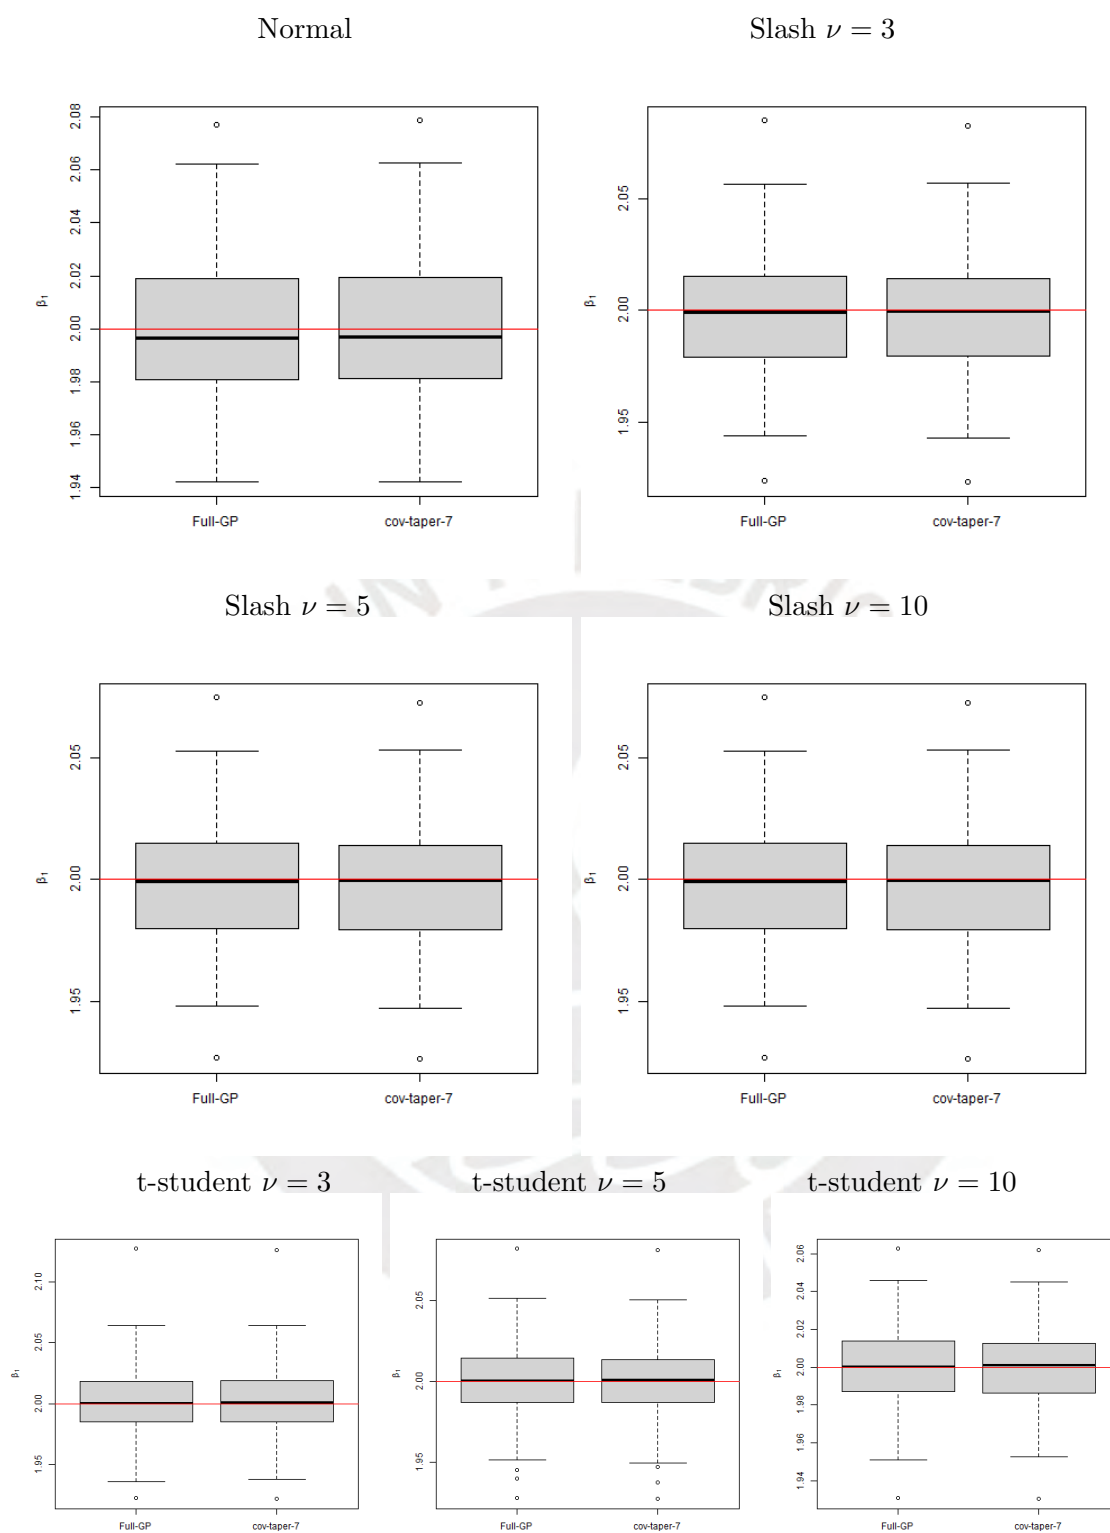 Normal
Slash ν = 3
β₁
1.94 1.96 1.98 2.00 2.02 2.04 2.06 2.08
Full-GP cov-taper-7
β₁
1.95 2.00 2.05
Full-GP cov-taper-7
Slash ν = 5
Slash ν = 10
β₁
1.95 2.00 2.05
Full-GP cov-taper-7
β₁
1.95 2.00 2.05
Full-GP cov-taper-7
t-student ν = 3
t-student ν = 5
t-student ν = 10
β₁
1.95 2.00 2.05 2.10
Full-GP cov-taper-7
β₁
1.95 2.00 2.05
Full-GP cov-taper-7
β₁
1.94 1.96 1.98 2.00 2.02 2.04 2.06
Full-GP cov-taper-7